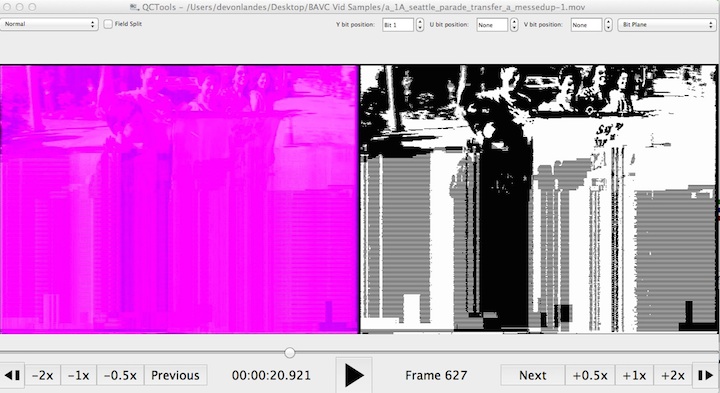 QCTools - /Users/devonlandes/Desktop/BAVC Vid Samples/a_1A_seattle_parade_transfer_a_messedup-1.mov
Normal Field Split Y bit position: Bit 1 U bit position: None V bit position: None Bit Plane
-2x -1x -0.5x Previous 00:00:20.921 Frame 627 Next +0.5x +1x +2x